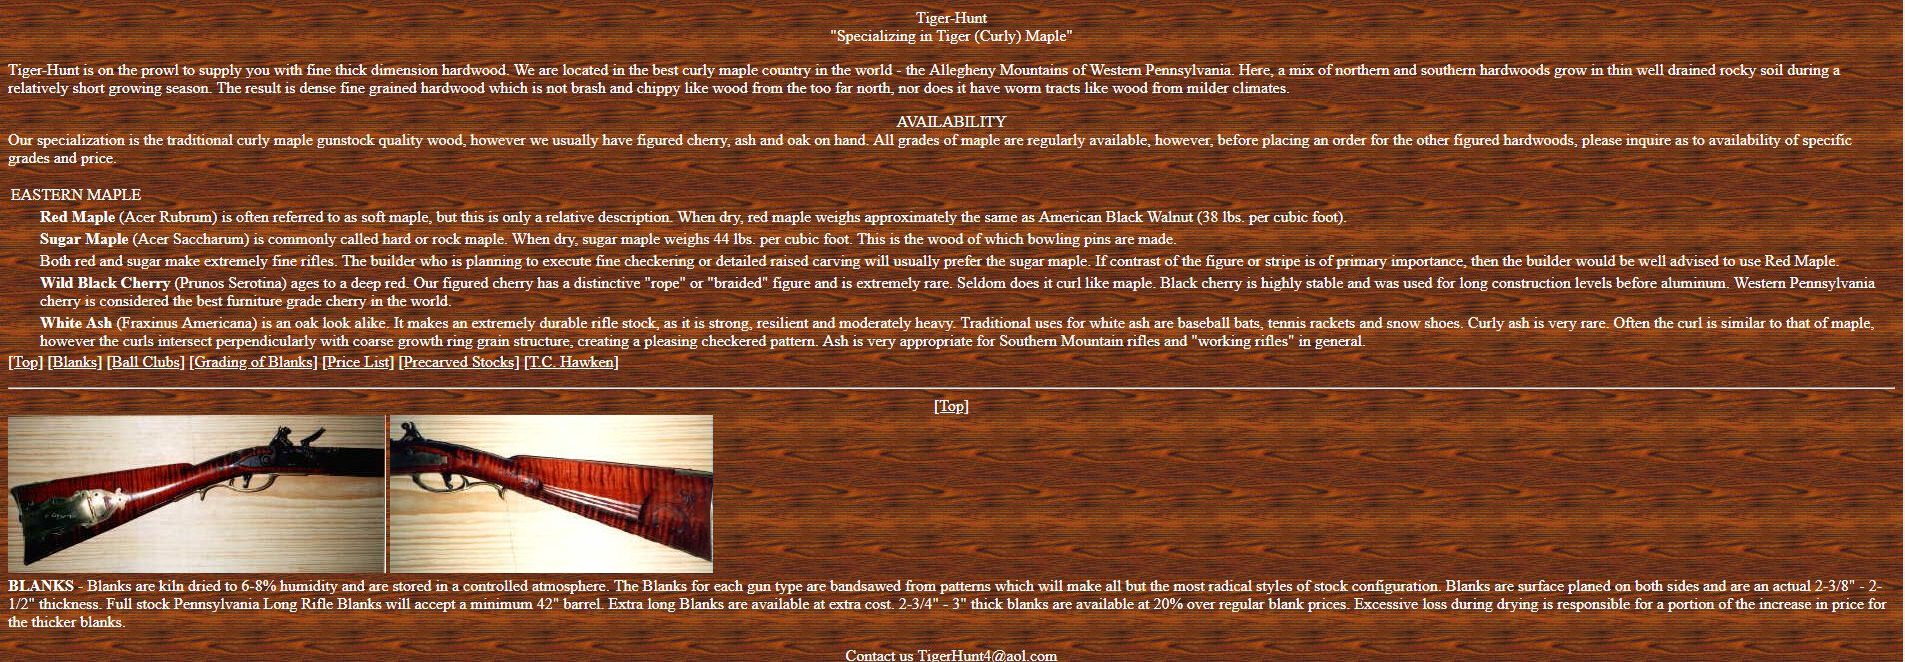 Tiger-Hunt
"Specializing in Tiger (Curly) Maple"
Tiger-Hunt is on the prowl to supply you with fine thick dimension hardwood. We are located in the best curly maple country in the world - the Allegheny Mountains of Western Pennsylvania. Here, a mix of northern and southern hardwoods grow in thin well drained rocky soil during a
relatively short growing season. The result is dense fine grained hardwood which is not brash and chippy like wood from the too far north, nor does it have worm tracts like wood from milder climates.
AVAILABILITY
Our specialization is the traditional curly maple gunstock quality wood, however we usually have figured cherry, ash and oak on hand. All grades of maple are regularly available, however, before placing an order for the other figured hardwoods, please inquire as to availability of specific
grades and price.
EASTERN MAPLE
Red Maple (Acer Rubrum) is often referred to as soft maple, but this is only a relative description. When dry, red maple weighs approximately the same as American Black Walnut (38 lbs. per cubic foot).
Sugar Maple (Acer Saccharum) is commonly called hard or rock maple. When dry, sugar maple weighs 44 lbs. per cubic foot. This is the wood of which bowling pins are made.
Both red and sugar make extremely fine rifles. The builder who is planning to execute fine checkering or detailed raised carving will usually prefer the sugar maple. If contrast of the figure or stripe is of primary importance, then the builder would be well advised to use Red Maple.
Wild Black Cherry (Prunos Serotina) ages to a deep red. Our figured cherry has a distinctive "rope" or "braided" figure and is extremely rare. Seldom does it curl like maple. Black cherry is highly stable and was used for long construction levels before aluminum. Western Pennsylvania
cherry is considered the best furniture grade cherry in the world.
White Ash (Fraxinus Americana) is an oak look alike. It makes an extremely durable rifle stock, as it is strong, resilient and moderately heavy. Traditional uses for white ash are baseball bats, tennis rackets and snow shoes. Curly ash is very rare. Often the curl is similar to that of maple,
however the curls intersect perpendicularly with coarse growth ring grain structure, creating a pleasing checkered pattern. Ash is very appropriate for Southern Mountain rifles and "working rifles" in general.
[Top] [Blanks] [Ball Clubs] [Grading of Blanks] [Price List] [Precarved Stocks] [T.C. Hawken]
[Top]
BLANKS - Blanks are kiln dried to 6-8% humidity and are stored in a controlled atmosphere. The Blanks for each gun type are bandsawed from patterns which will make all but the most radical styles of stock configuration. Blanks are surface planed on both sides and are an actual 2-3/8" - 2-
1/2" thickness. Full stock Pennsylvania Long Rifle Blanks will accept a minimum 42" barrel. Extra long Blanks are available at extra cost. 2-3/4" - 3" thick blanks are available at 20% over regular blank prices. Excessive loss during drying is responsible for a portion of the increase in price for
the thicker blanks.
Contact us TigerHunt4@aol.com